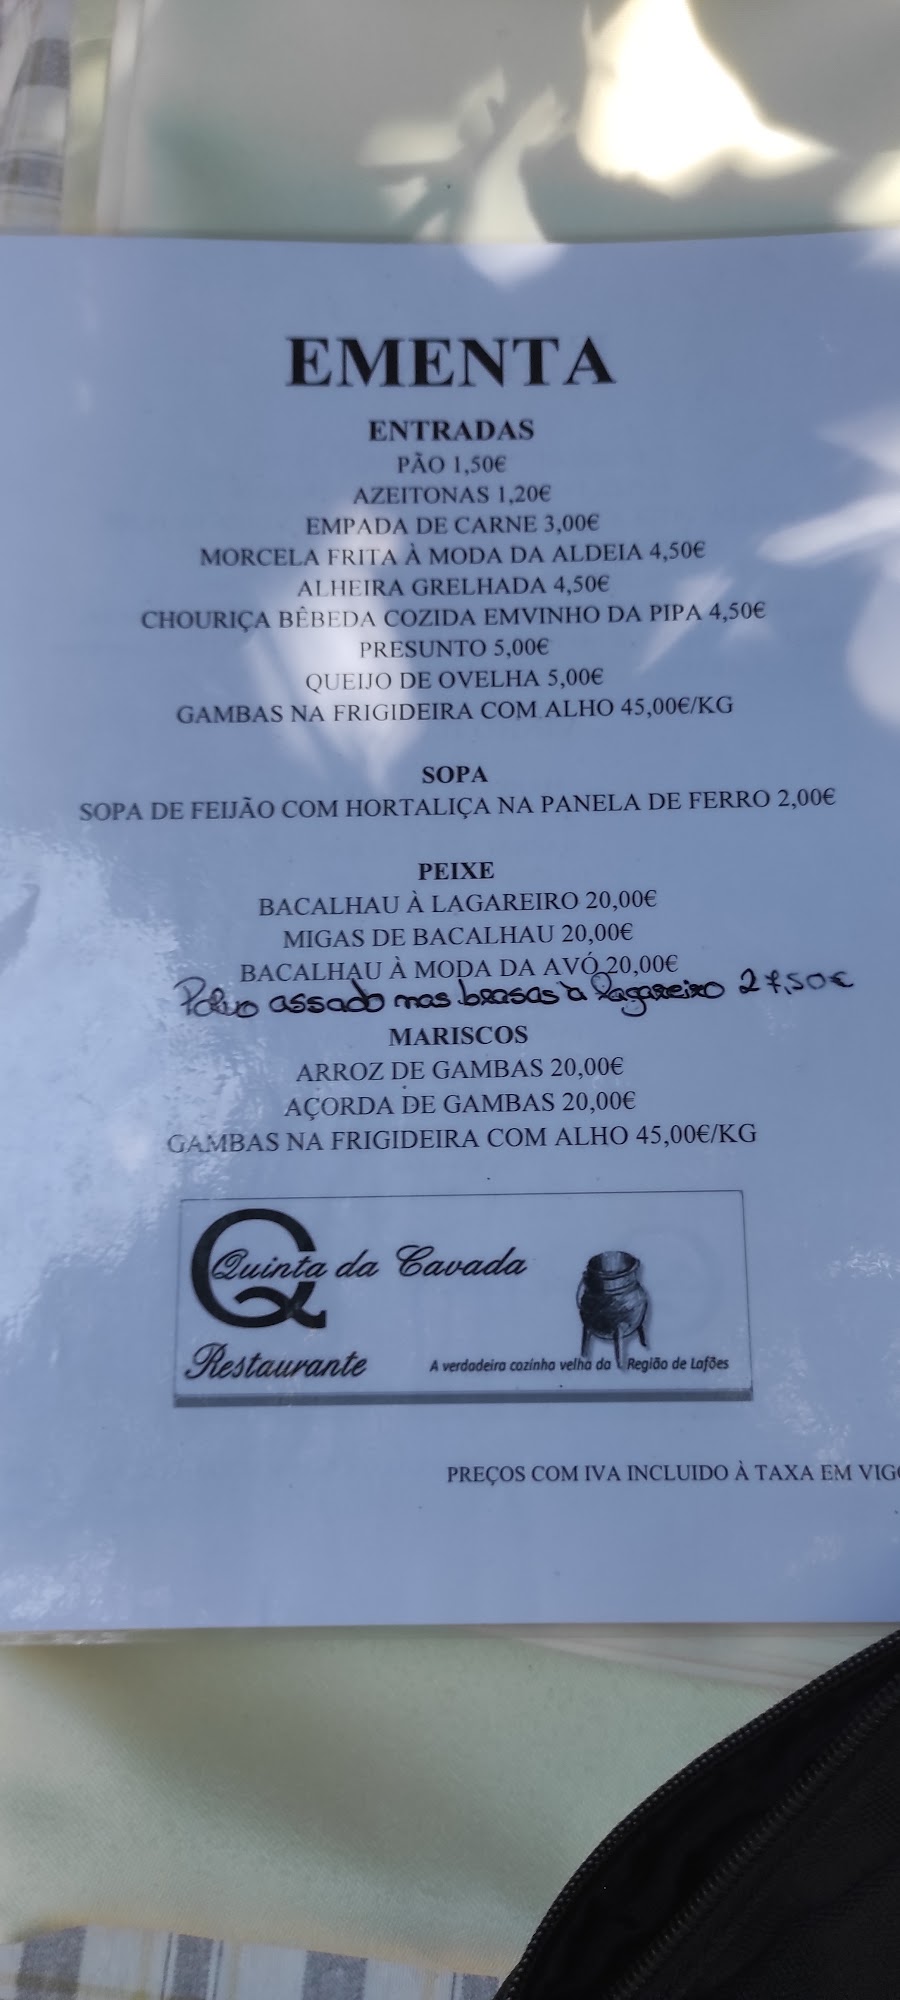 EMENTA
ENTRADAS
PÃO 1,50€
AZEITONAS 1,20€
EMPADA DE CARNE 3,00€
MORCELA FRITA À MODA DA ALDEIA 4,50€
ALHEIRA GRELHADA 4,50€
CHOURIÇA BÊBEDA COZIDA EMVINHO DA PIPA 4,50€
PRESUNTO 5,00€
QUEIJO DE OVELHA 5,00€
GAMBAS NA FRIGIDEIRA COM ALHO 45,00€/KG
SOPA
SOPA DE FEIJÃO COM HORTALIÇA NA PANELA DE FERRO 2,00€
PEIXE
BACALHAU À LAGAREIRO 20,00€
MIGAS DE BACALHAU 20,00€
BACALHAU À MODA DA AVÓ 20,00€
Polvo assado nas brasas à Lagareiro 27,50€
MARISCOS
ARROZ DE GAMBAS 20,00€
AÇORDA DE GAMBAS 20,00€
GAMBAS NA FRIGIDEIRA COM ALHO 45,00€/KG
Q
Quinta da Cavada
Restaurante
A verdadeira cozinha velha da Região de Lafões
PREÇOS COM IVA INCLUIDO À TAXA EM